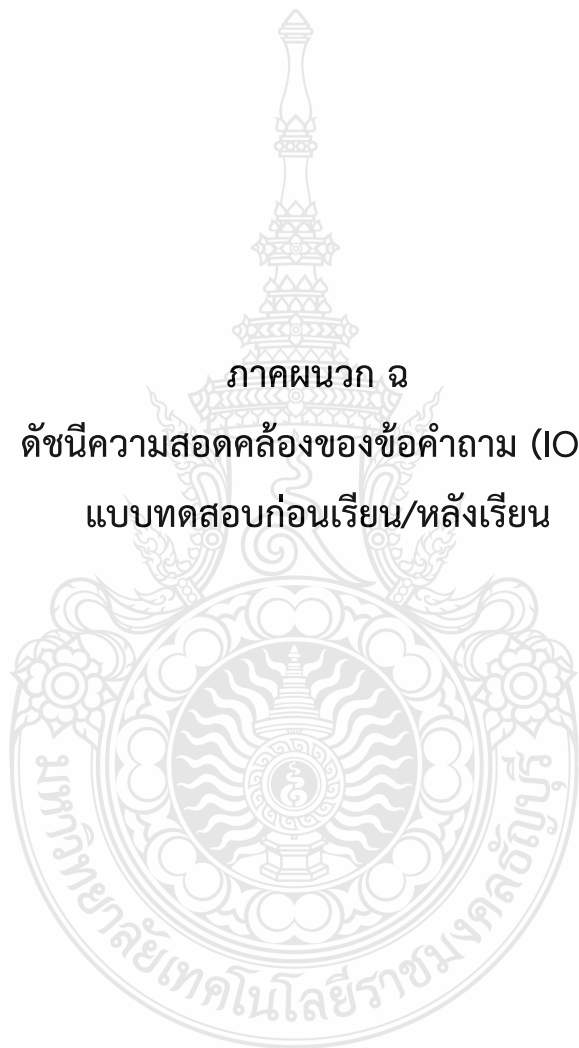 ภาคผนวก ฉ
ดัชนีความสอดคล้องของข้อคำถาม (IO
แบบทดสอบก่อนเรียน/หลังเรียน
มหาวิทยาลัยเทคโนโลยีราชมงคลธัญบุรี